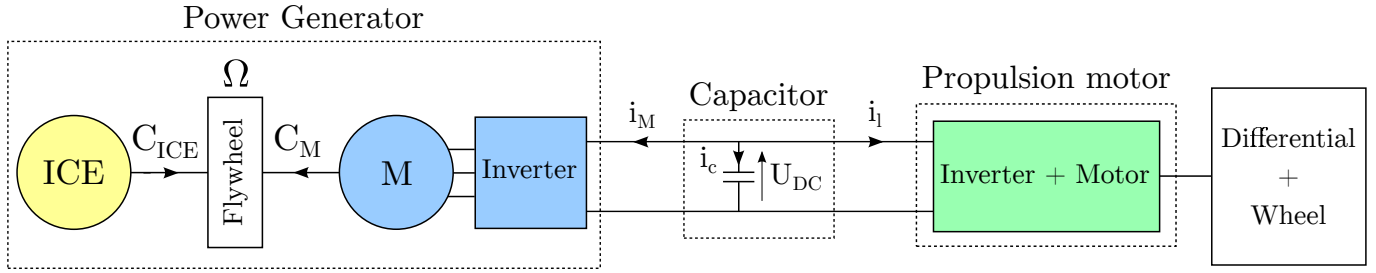 Power Generator
Ω
Propulsion motor
Capacitor
C_ICE
C_M
i_M
i_l
ICE
Flywheel
M
Inverter
i_c
U_DC
Inverter + Motor
Differential
+
Wheel